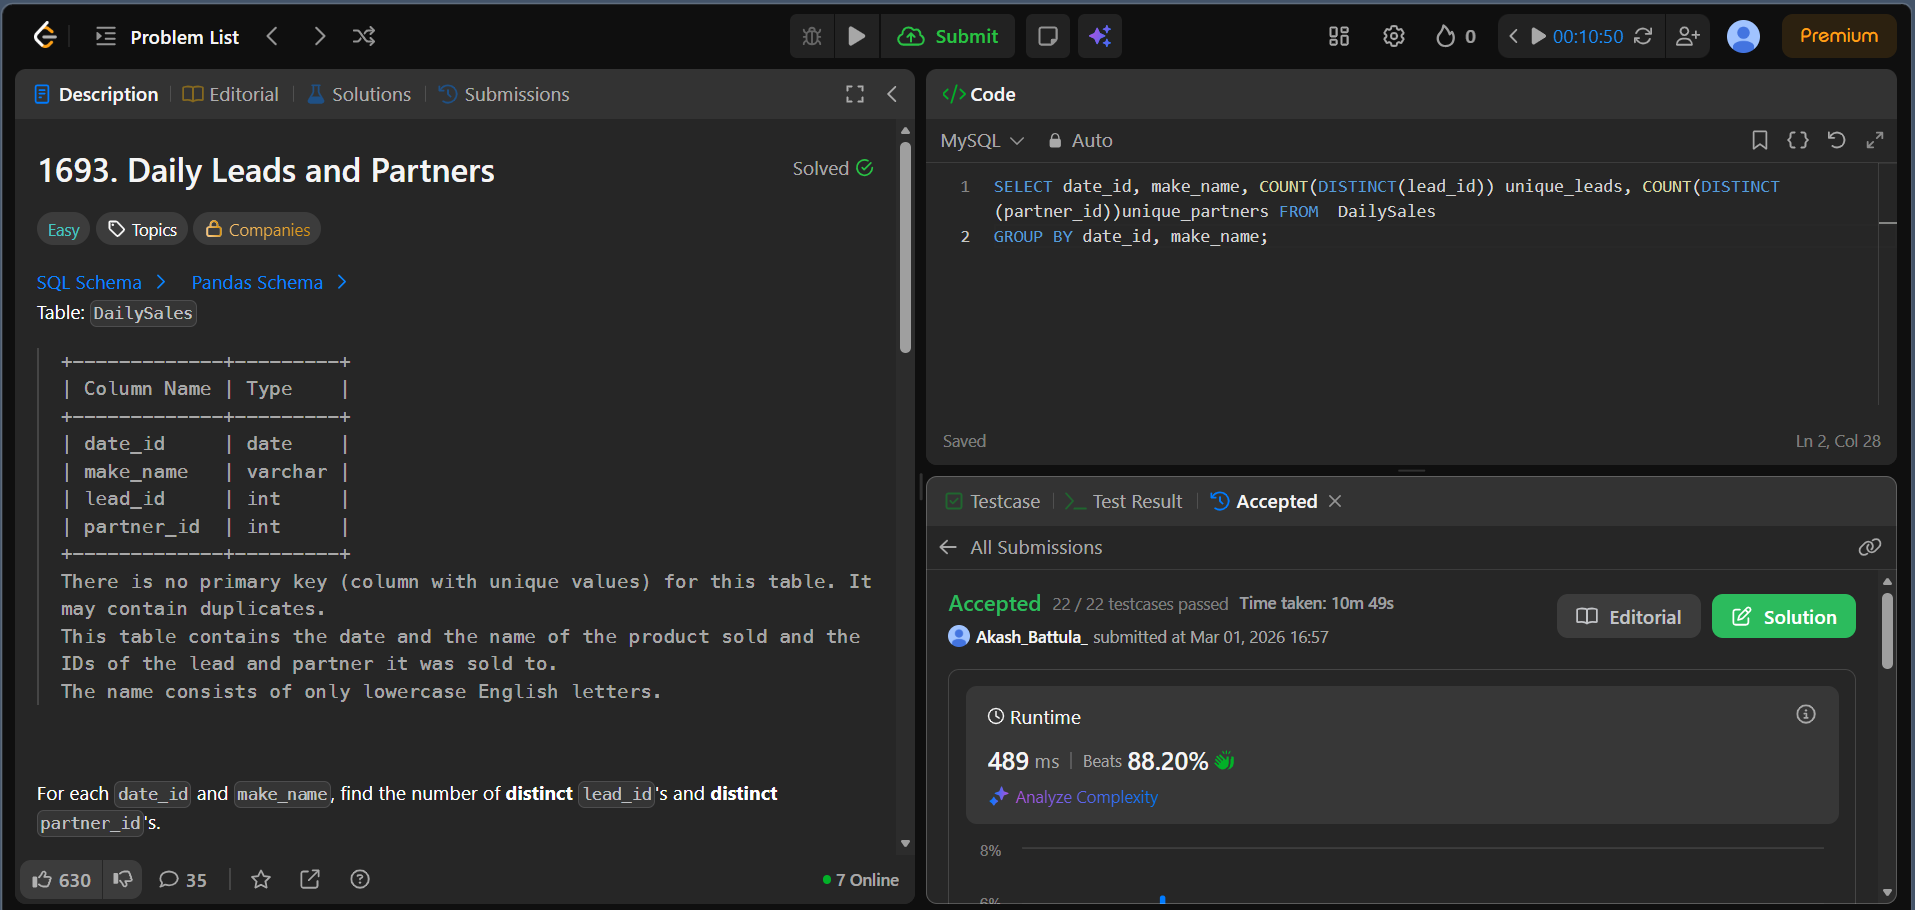 Problem List
Submit
0
00:10:50
Premium
Description
Editorial
Solutions
Submissions
1693. Daily Leads and Partners
Solved
Easy
Topics
Companies
SQL Schema
Pandas Schema
Table: DailySales
+-------------+---------+
| Column Name | Type    |
+-------------+---------+
| date_id     | date    |
| make_name   | varchar |
| lead_id     | int     |
| partner_id  | int     |
+-------------+---------+
There is no primary key (column with unique values) for this table. It
may contain duplicates.
This table contains the date and the name of the product sold and the
IDs of the lead and partner it was sold to.
The name consists of only lowercase English letters.
For each date_id and make_name, find the number of distinct lead_id's and distinct
partner_id's.
630
35
7 Online
</> Code
MySQL
Auto
1 SELECT date_id, make_name, COUNT(DISTINCT(lead_id)) unique_leads, COUNT(DISTINCT
(partner_id))unique_partners FROM  DailySales
2 GROUP BY date_id, make_name;
Saved
Ln 2, Col 28
Testcase
Test Result
Accepted
All Submissions
Accepted 22 / 22 testcases passed Time taken: 10m 49s
Akash_Battula_ submitted at Mar 01, 2026 16:57
Editorial
Solution
Runtime
489 ms | Beats 88.20%
Analyze Complexity
8%
6%